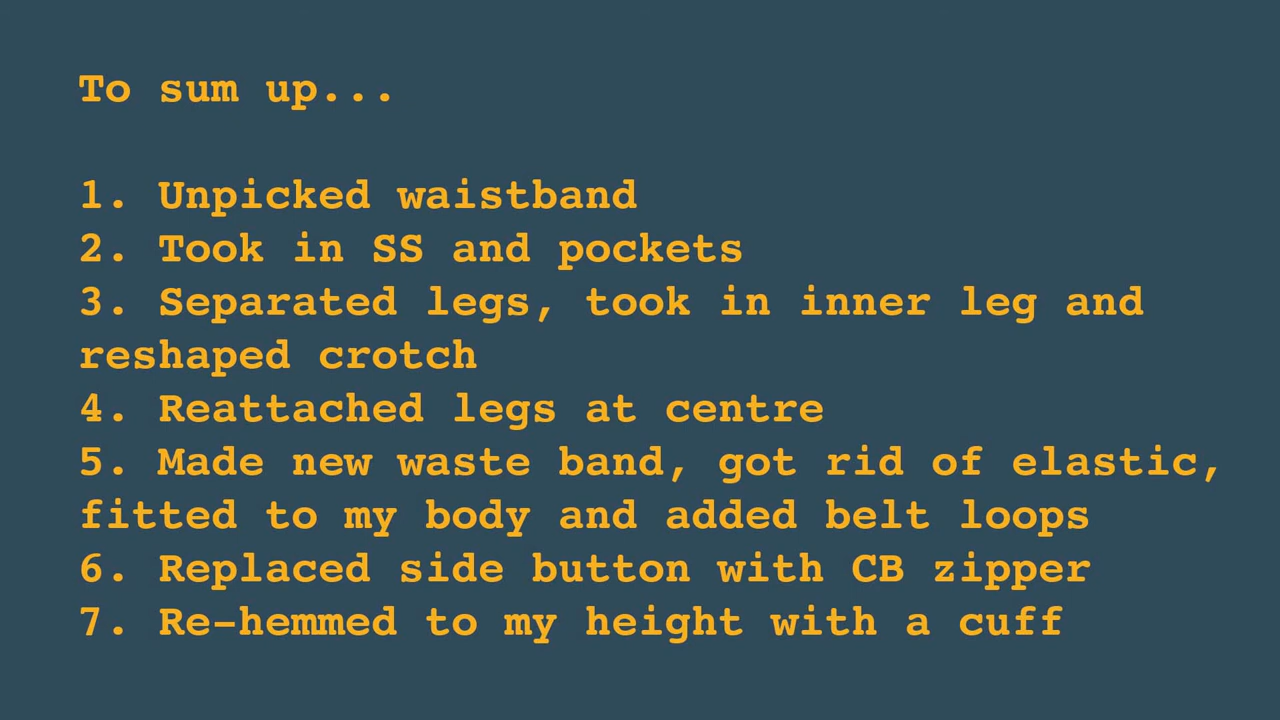 To sum up...
1. Unpicked waistband
2. Took in SS and pockets
3. Separated legs, took in inner leg and
reshaped crotch
4. Reattached legs at centre
5. Made new waste band, got rid of elastic,
fitted to my body and added belt loops
6. Replaced side button with CB zipper
7. Re-hemmed to my height with a cuff